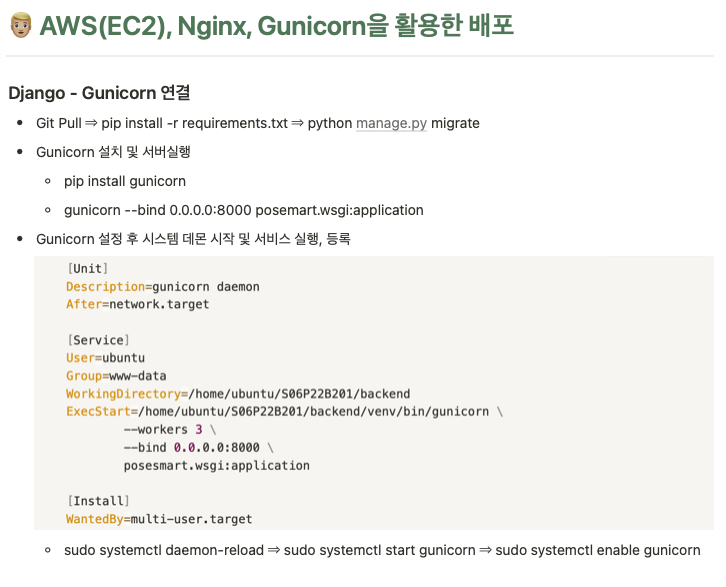 AWS(EC2), Nginx, Gunicorn을 활용한 배포
Django - Gunicorn 연결
Git Pull ⇒ pip install -r requirements.txt ⇒ python manage.py migrate
Gunicorn 설치 및 서버실행
pip install gunicorn
gunicorn --bind 0.0.0.0:8000 posemart.wsgi:application
Gunicorn 설정 후 시스템 데몬 시작 및 서비스 실행, 등록
[Unit]
Description=gunicorn daemon
After=network.target
[Service]
User=ubuntu
Group=www-data
WorkingDirectory=/home/ubuntu/S06P22B201/backend
ExecStart=/home/ubuntu/S06P22B201/backend/venv/bin/gunicorn \
--workers 3 \
--bind 0.0.0.0:8000 \
posesmart.wsgi:application
[Install]
WantedBy=multi-user.target
sudo systemctl daemon-reload ⇒ sudo systemctl start gunicorn ⇒ sudo systemctl enable gunicorn